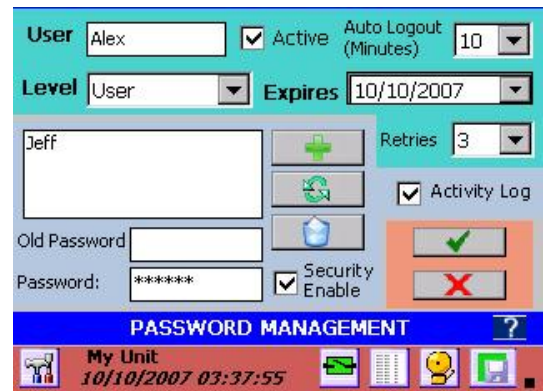 User Alex Active Auto Logout (Minutes) 10
Level User Expires 10/10/2007
Jeff Retries 3
Activity Log
Old Password
Password: ****** Security Enable
PASSWORD MANAGEMENT ?
My Unit
10/10/2007 03:37:55